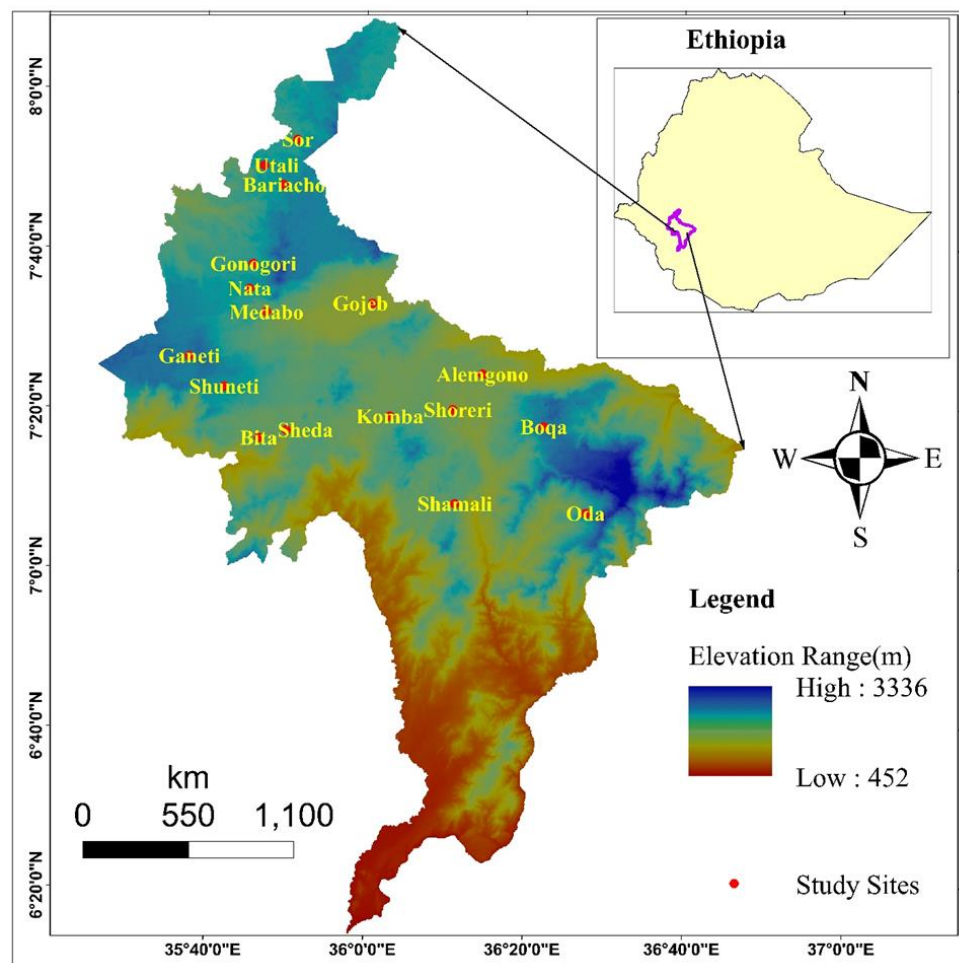 Ethiopia
8°0'0"N
7°40'0"N
7°20'0"N
7°0'0"N
6°40'0"N
6°20'0"N
Sor
Utali
Bariacho
Gonogori
Nata
Medabo
Gojeb
Ganeti
Shuneti
Alemgono
Komba
Shoreri
Bita
Sheda
Boqa
Shamali
Oda
N
W
E
S
Legend
Elevation Range(m)
High : 3336
Low : 452
Study Sites
km
0 550 1,100
35°40'0"E
36°0'0"E
36°20'0"E
36°40'0"E
37°0'0"E